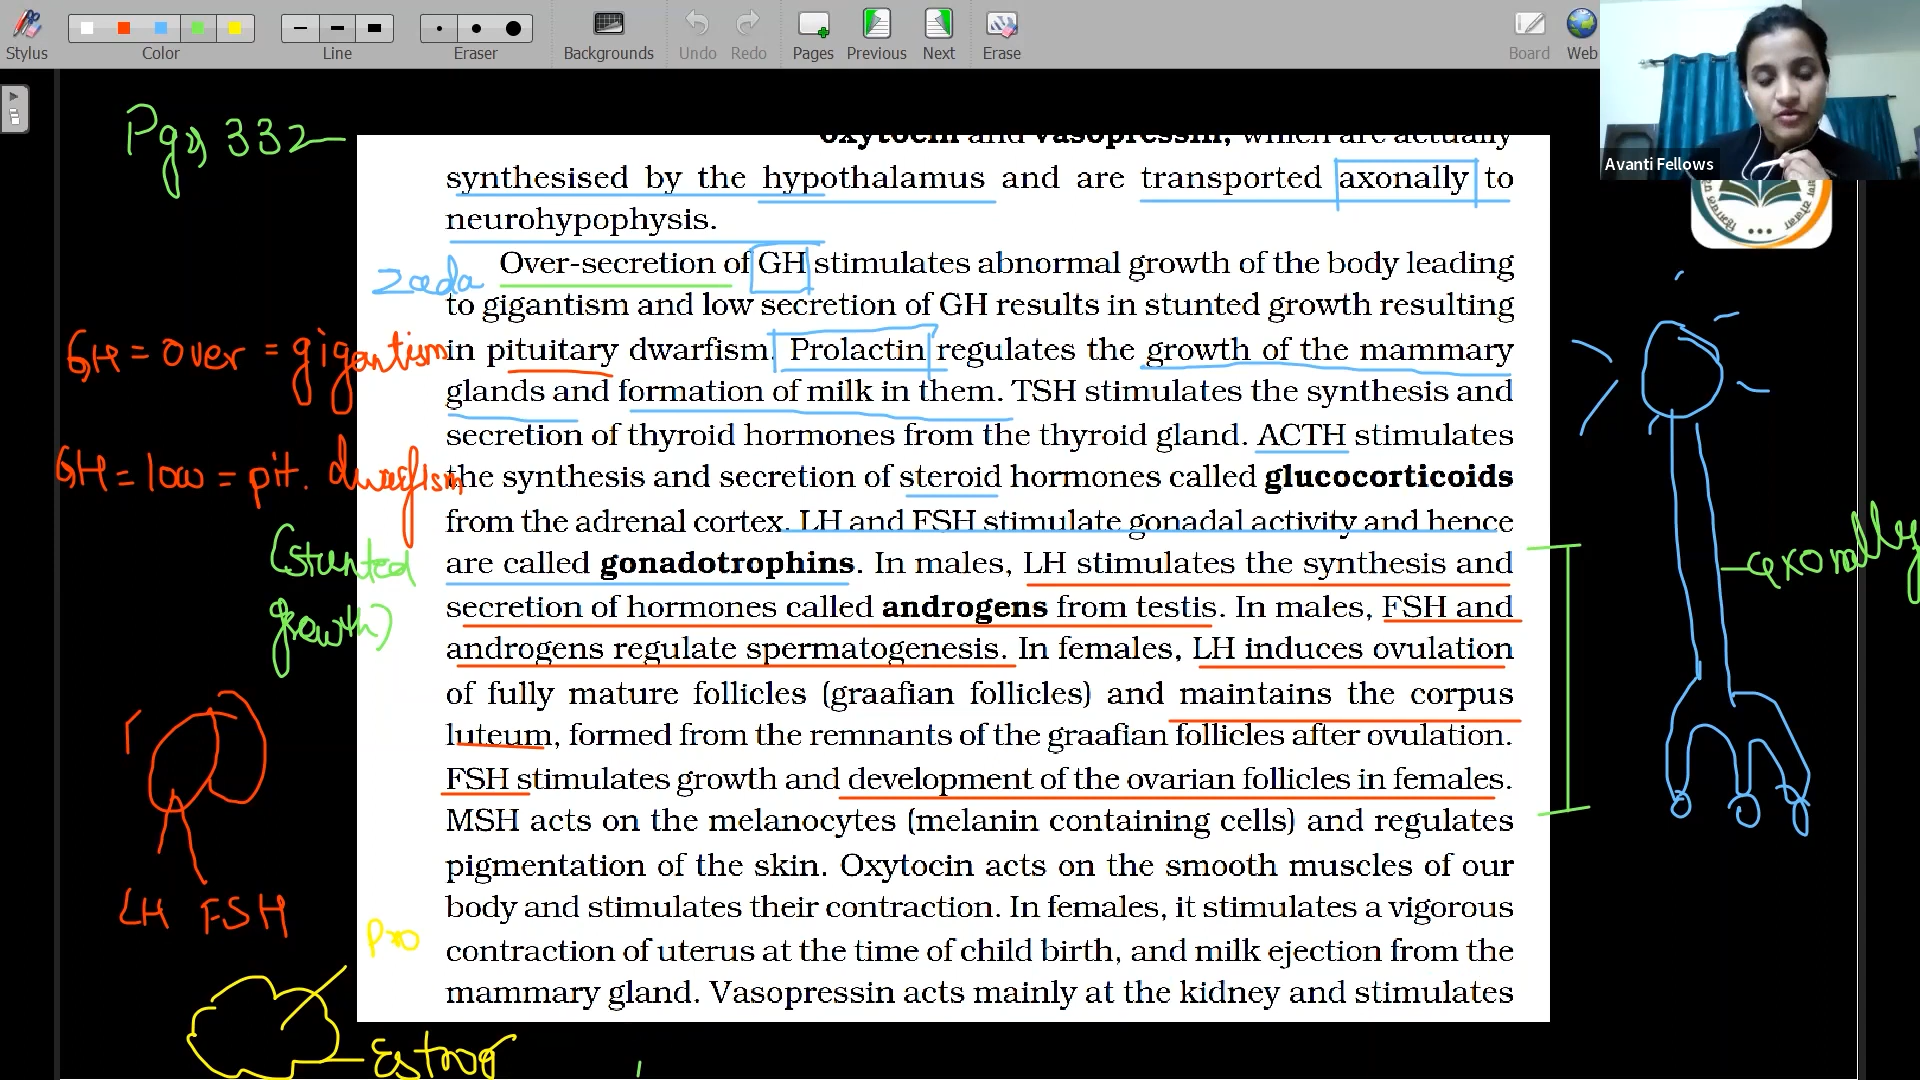 Stylus
Color
Line
Eraser
Backgrounds
Undo
Redo
Pages
Previous
Next
Erase
Board
Web
Avanti Fellows
Pg 332
oxytocin and vasopressin, which are actually
synthesised by the hypothalamus and are transported axonally to
neurohypophysis.
Over-secretion of GH stimulates abnormal growth of the body leading
to gigantism and low secretion of GH results in stunted growth resulting
in pituitary dwarfism. Prolactin regulates the growth of the mammary
glands and formation of milk in them. TSH stimulates the synthesis and
secretion of thyroid hormones from the thyroid gland. ACTH stimulates
the synthesis and secretion of steroid hormones called glucocorticoids
from the adrenal cortex. LH and FSH stimulate gonadal activity and hence
are called gonadotrophins. In males, LH stimulates the synthesis and
secretion of hormones called androgens from testis. In males, FSH and
androgens regulate spermatogenesis. In females, LH induces ovulation
of fully mature follicles (graafian follicles) and maintains the corpus
luteum, formed from the remnants of the graafian follicles after ovulation.
FSH stimulates growth and development of the ovarian follicles in females.
MSH acts on the melanocytes (melanin containing cells) and regulates
pigmentation of the skin. Oxytocin acts on the smooth muscles of our
body and stimulates their contraction. In females, it stimulates a vigorous
contraction of uterus at the time of child birth, and milk ejection from the
mammary gland. Vasopressin acts mainly at the kidney and stimulates
zada
GH = over = gigantism
GH = low = pit. dwarfism
(stunted
growth)
LH FSH
Pro
Estrog
axonally